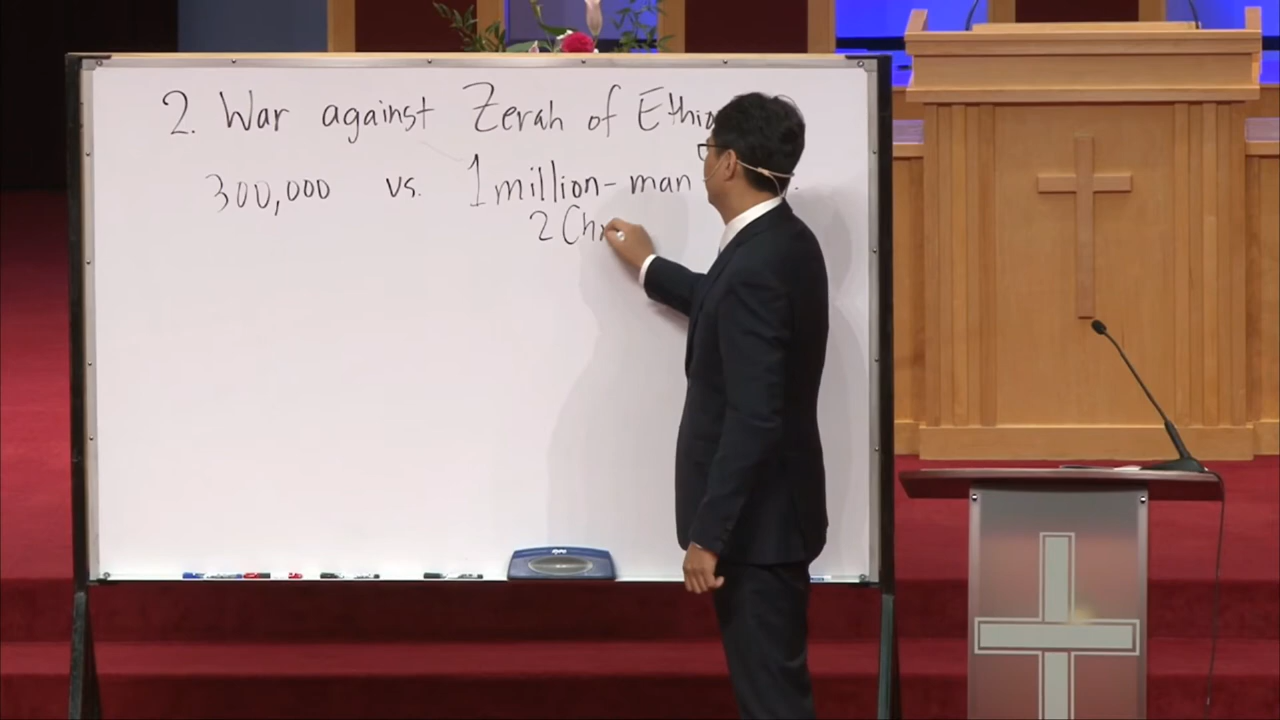 2. War against Zerah of Ethio
300,000 vs. 1 million-man
2 Ch